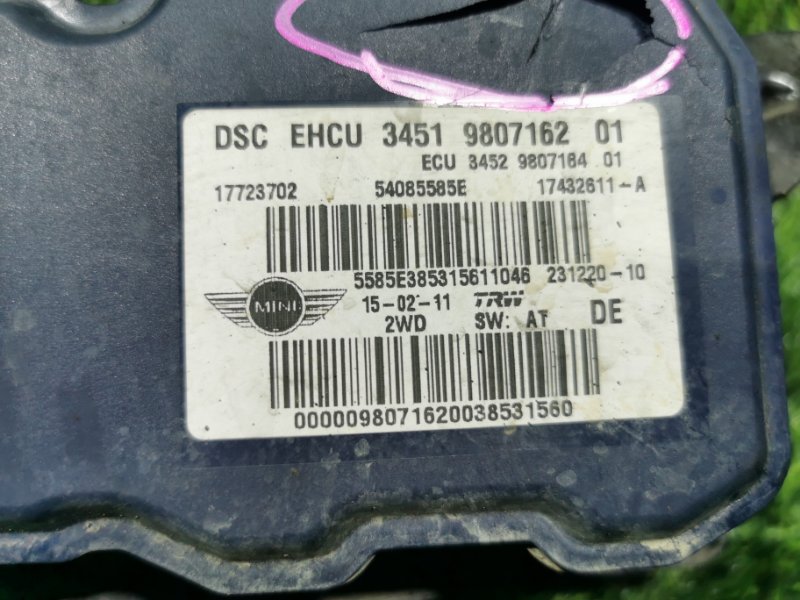 DSC EHCU 3451 9807162 01
ECU 3452 9807164 01
17723702 54085585E 17432611-A
5585E385315611046 231220-10
MINI 15-02-11 TRW
2WD SW: AT DE
0000098071620038531560